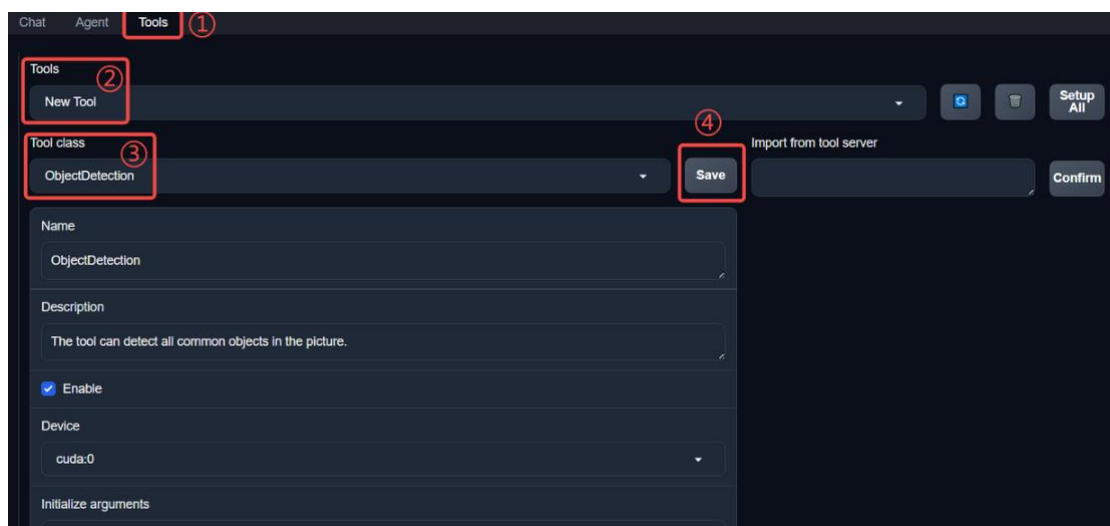 Chat Agent Tools ①
Tools ②
New Tool
Setup All
Tool class ③
④
Import from tool server
ObjectDetection
Save
Confirm
Name
ObjectDetection
Description
The tool can detect all common objects in the picture.
Enable
Device
cuda:0
Initialize arguments